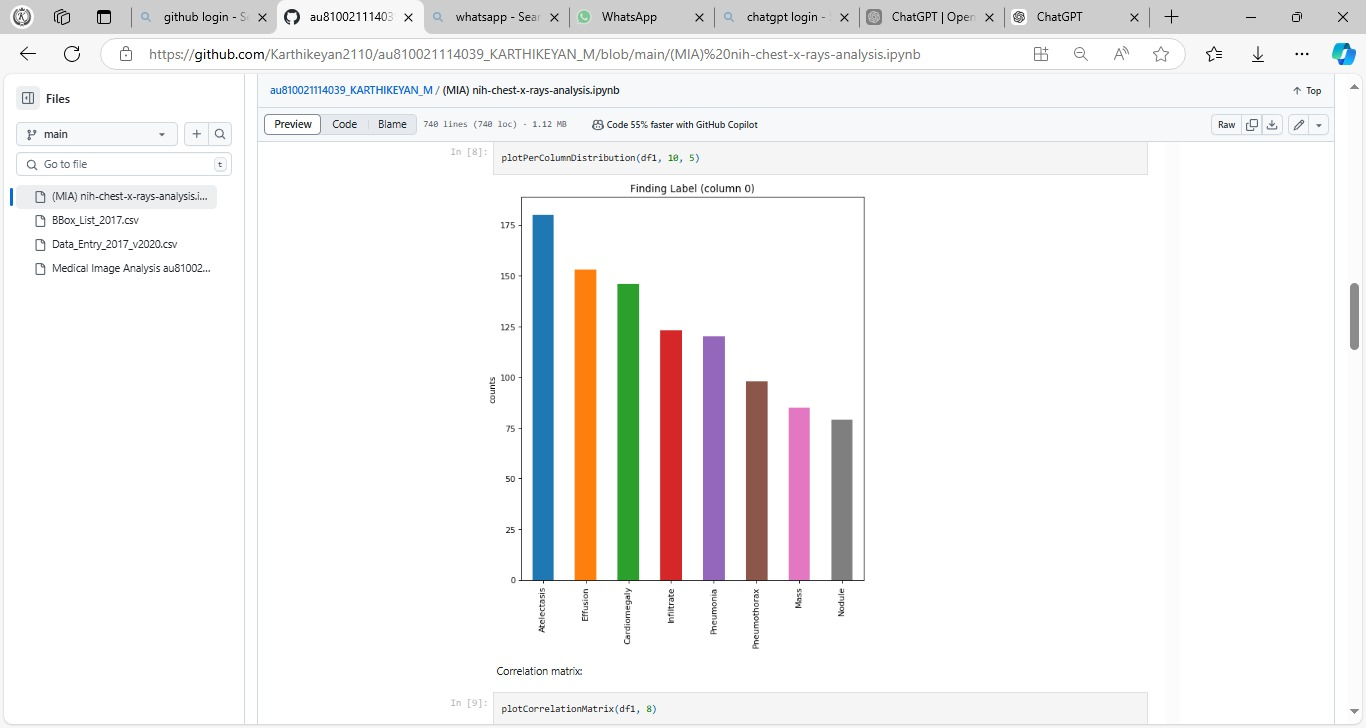 github login - Se
au81002111403
whatsapp - Sear
WhatsApp
chatgpt login -
ChatGPT | Open
ChatGPT
https://github.com/Karthikeyan2110/au810021114039_KARTHIKEYAN_M/blob/main/(MIA)%20nih-chest-x-rays-analysis.ipynb
Files
main
Go to file
t
(MIA) nih-chest-x-rays-analysis.i...
BBox_List_2017.csv
Data_Entry_2017_v2020.csv
Medical Image Analysis au81002...
au810021114039_KARTHIKEYAN_M / (MIA) nih-chest-x-rays-analysis.ipynb
Top
Preview
Code
Blame
740 lines (740 loc) · 1.12 MB
Code 55% faster with GitHub Copilot
Raw
In [8]:
plotPerColumnDistribution(df1, 10, 5)
Finding Label (column 0)
175
150
125
100
75
50
25
0
counts
Atelectasis
Effusion
Cardiomegaly
Infiltrate
Pneumonia
Pneumothorax
Mass
Nodule
Correlation matrix:
In [9]:
plotCorrelationMatrix(df1, 8)